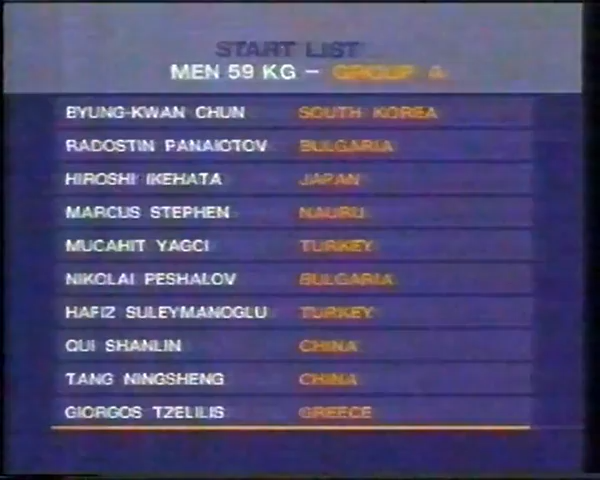 START LIST
MEN 59 KG - GROUP A
BYUNG-KWAN CHUN SOUTH KOREA
RADOSTIN PANAIOTOV BULGARIA
HIROSHI IKEHATA JAPAN
MARCUS STEPHEN NAURU
MUCAHIT YAGCI TURKEY
NIKOLAI PESHALOV BULGARIA
HAFIZ SULEYMANOGLU TURKEY
QUI SHANLIN CHINA
TANG NINGSHENG CHINA
GIORGOS TZELILIS GREECE